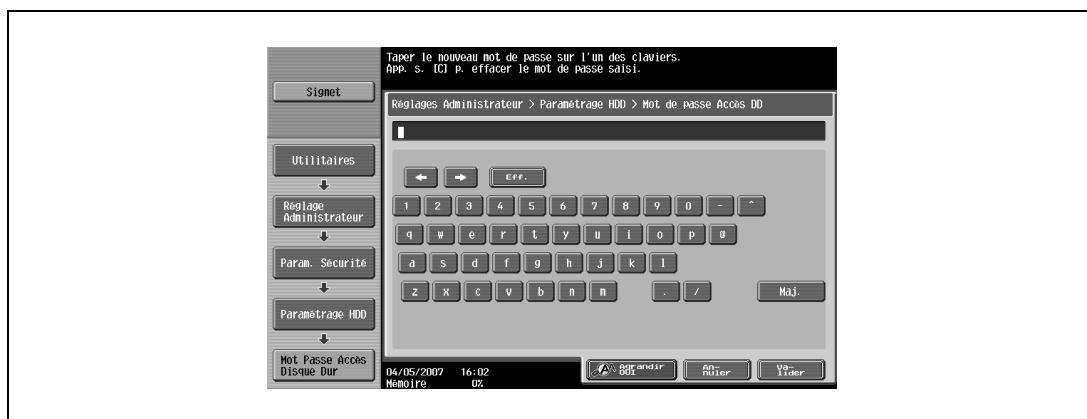 Taper le nouveau mot de passe sur l'un des claviers.
App. s. [C] p. effacer le mot de passe saisi.
Signet
Réglages Administrateur > Paramétrage HDD > Mot de passe Accès DD
Utilitaires
Réglage
Administrateur
Param. Sécurité
Paramétrage HDD
Mot Passe Accès
Disque Dur
Eff.
1 2 3 4 5 6 7 8 9 0 - ^
q w e r t y u i o p @
a s d f g h j k l
z x c v b n m . / Maj.
04/05/2007 16:02
Mémoire 0%
Agrandir
OUI
An-
nuler
Va-
lider